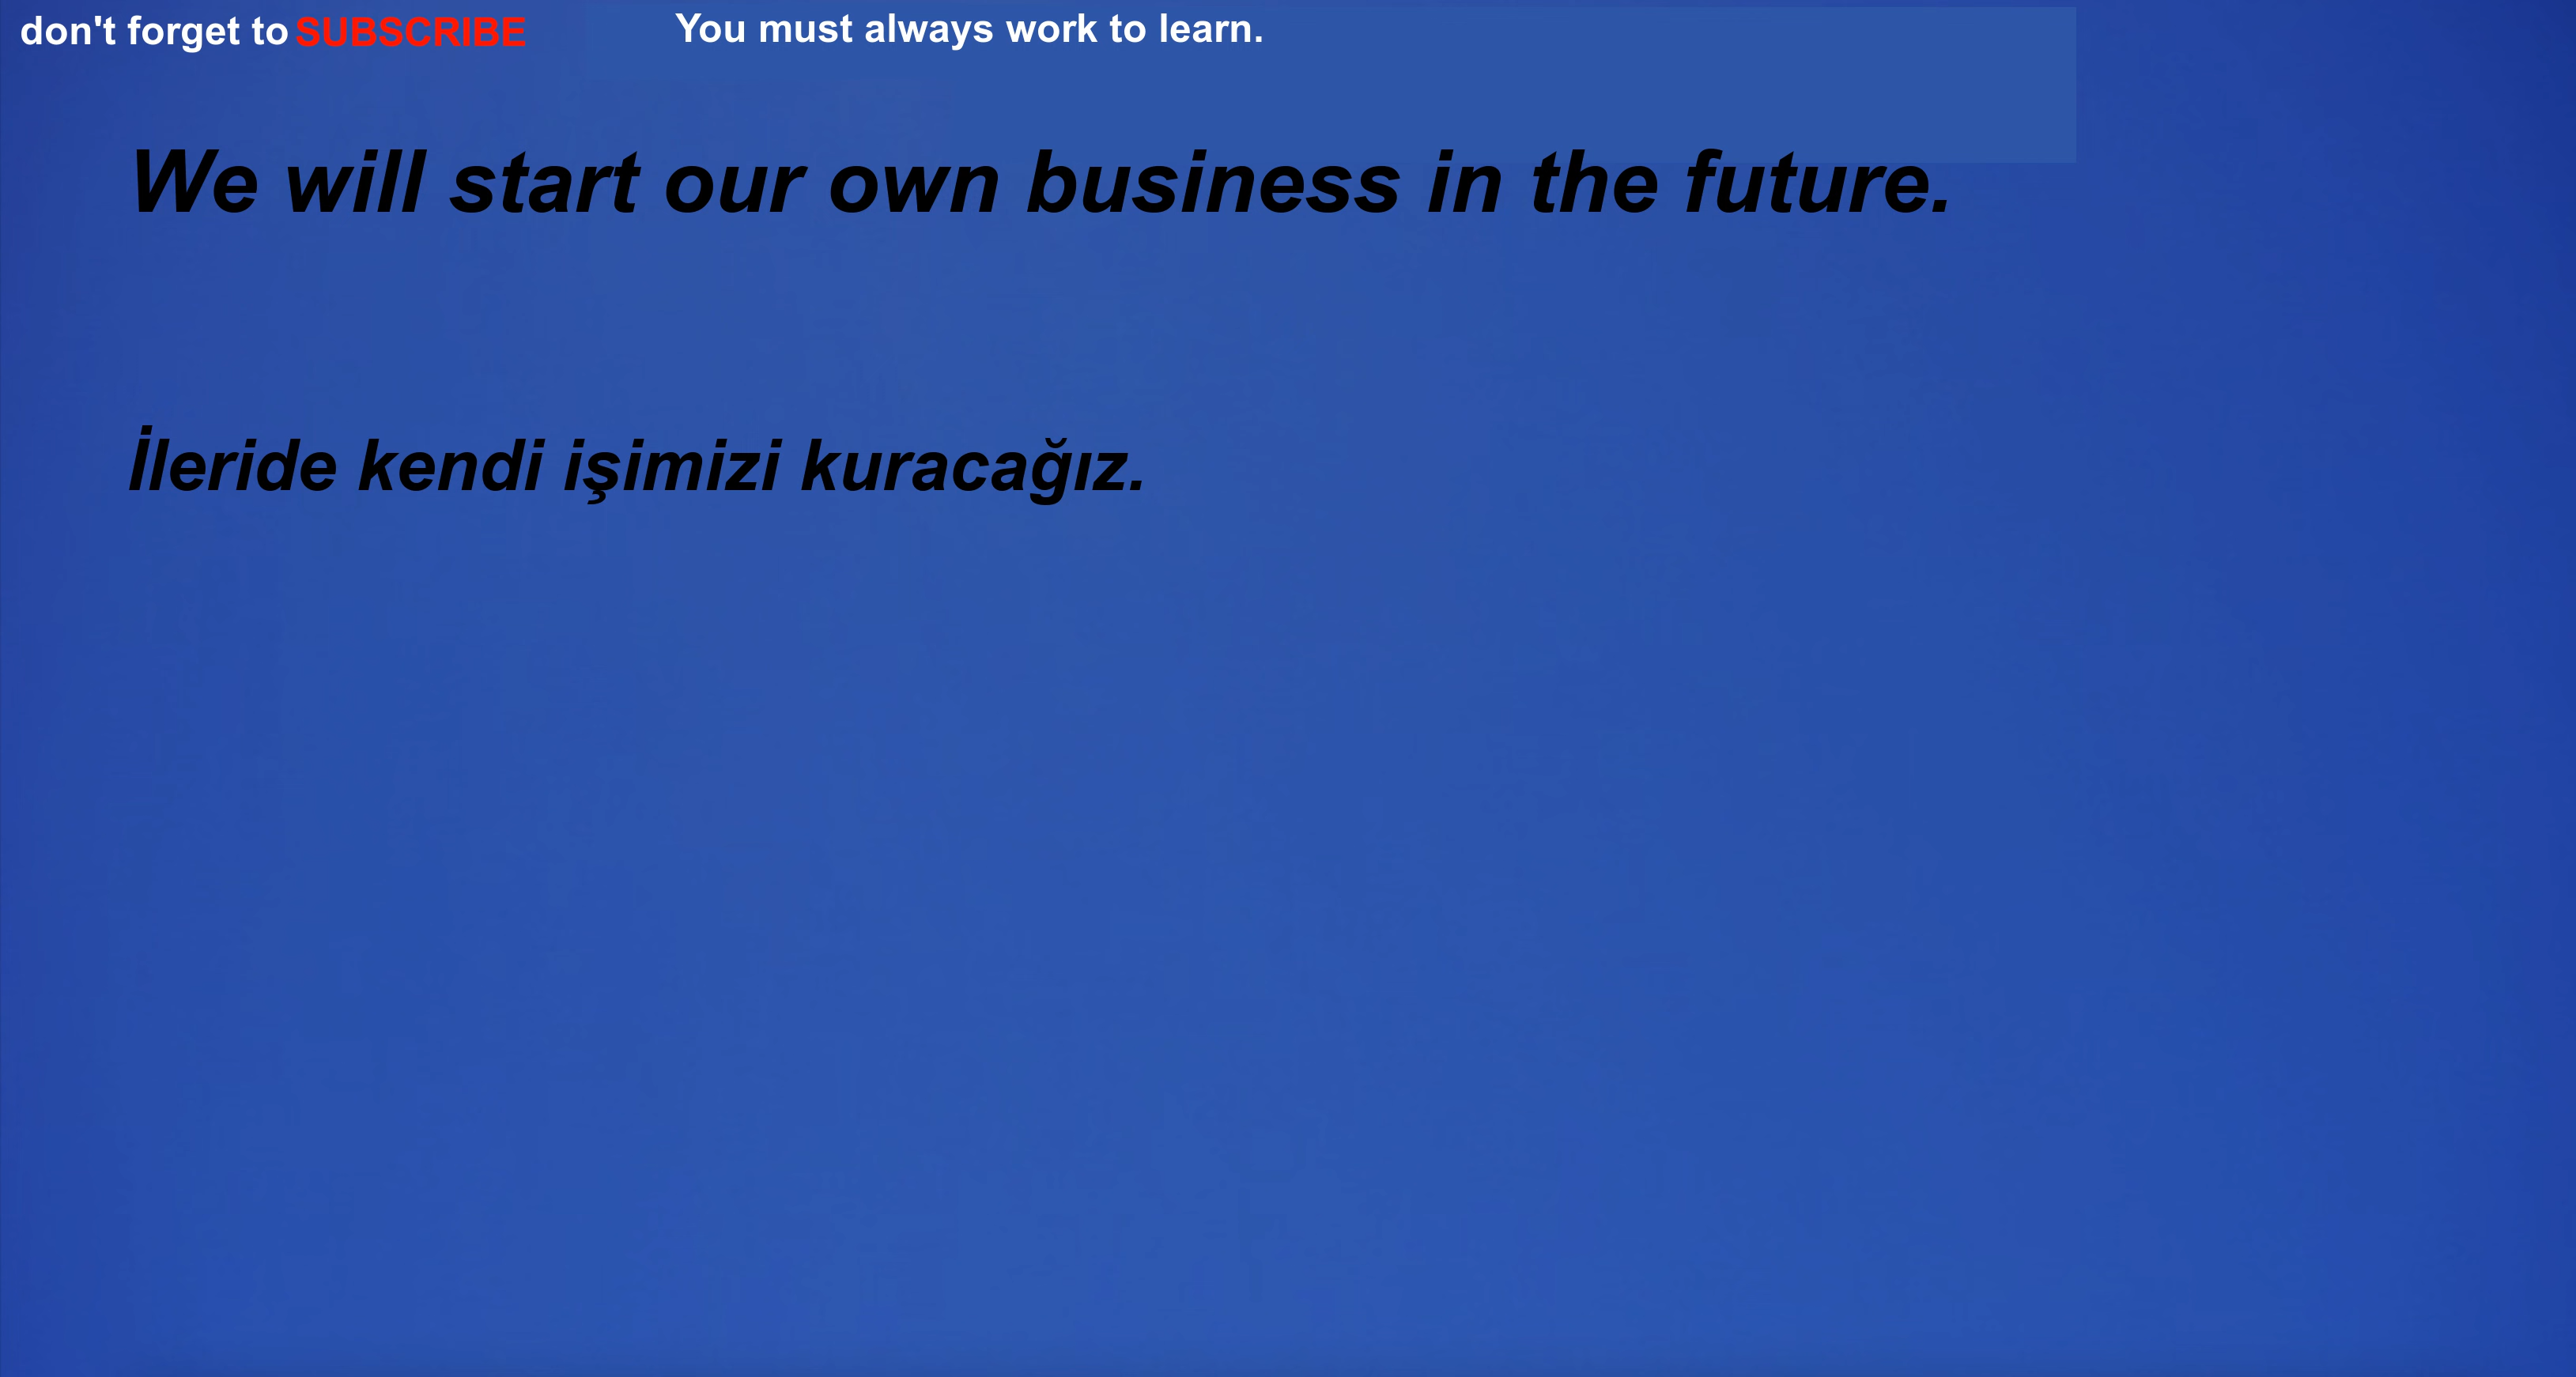 don't forget to SUBSCRIBE You must always work to learn.
We will start our own business in the future.
İleride kendi işimizi kuracağız.